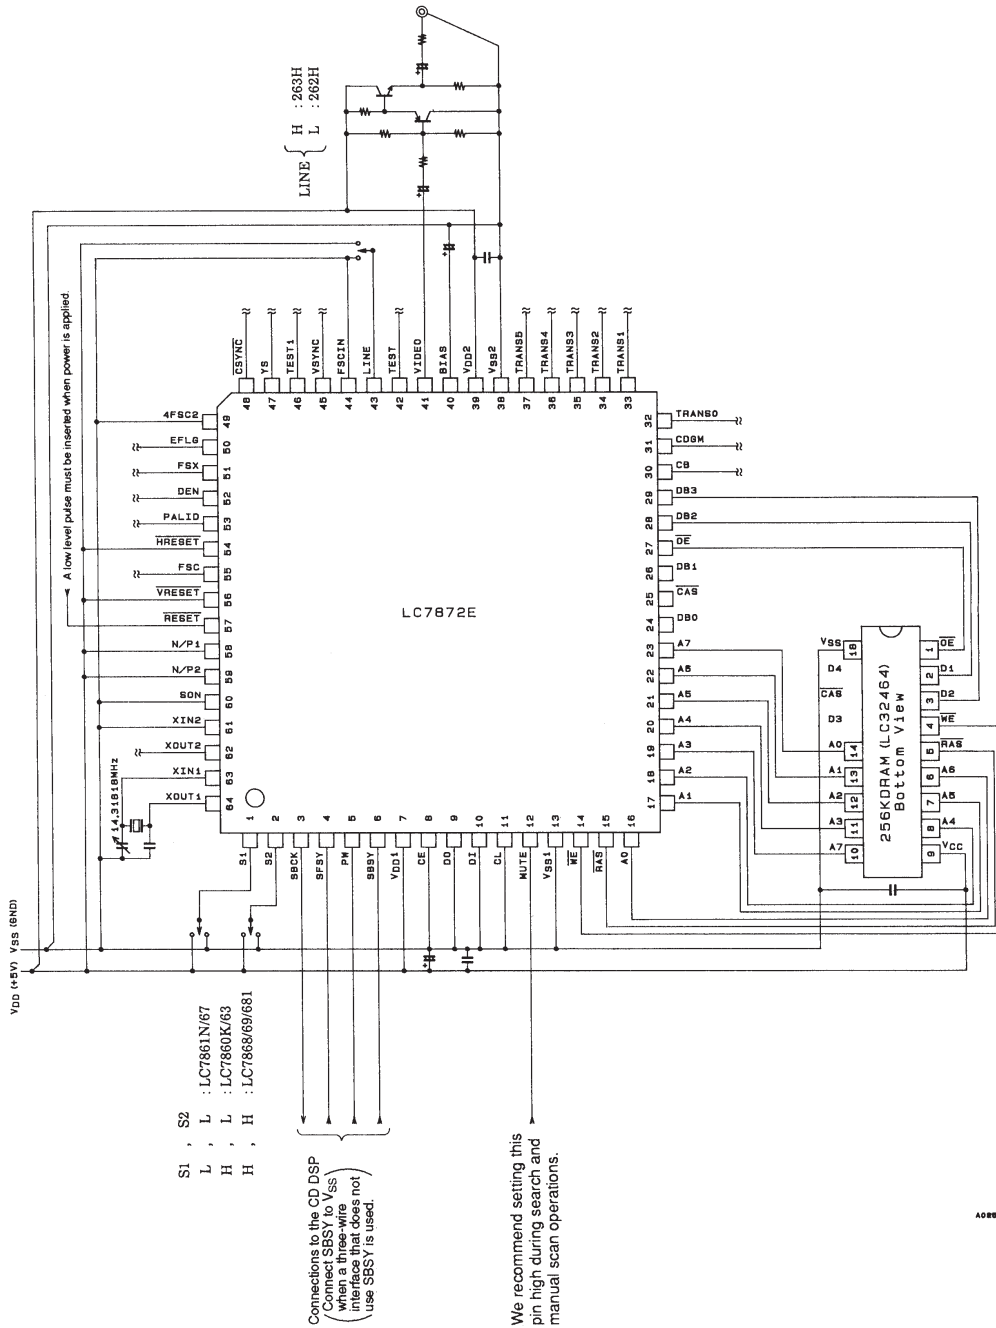 LINE
H : 263H
L : 262H
A low level pulse must be inserted when power is applied.
CSYNC
YS
TEST1
VSYNC
FSCIN
LINE
TEST
VIDEO
BIAS
VDD2
VSS2
TRANS5
TRANS4
TRANS3
TRANS2
TRANS1
48
47
46
45
44
43
42
41
40
39
38
37
36
35
34
33
4FSC2
EFLG
FSX
DEN
PALID
HRESET
FSC
VRESET
RESET
N/P1
N/P2
SON
XIN2
XOUT2
XIN1
XOUT1
49
50
51
52
53
54
55
56
57
58
59
60
61
62
63
64
14.31818MHz
LC7872E
32
31
30
29
28
27
26
25
24
23
22
21
20
19
18
17
TRANS0
CDGM
CB
DB3
DB2
OE
DB1
CAS
DB0
A7
A6
A5
A4
A3
A2
A1
VSS
D4
CAS
D3
A0
A1
A2
A3
A7
18
14
13
12
11
10
256KDRAM (LC32464)
Bottom View
1
2
3
4
5
6
7
8
9
OE
D1
D2
WE
RAS
A6
A5
A4
VCC
1
2
3
4
5
6
7
8
9
10
11
12
13
14
15
16
S1
S2
SBCK
SFSY
PW
SBSY
VDD1
CE
DO
DI
CL
MUTE
VSS1
WE
RAS
A0
VSS (GND)
VDD (+5V)
S1 , S2
L , L : LC7861N/67
H , L : LC7860K/63
H , H : LC7868/69/681
Connections to the CD DSP
(Connect SBSY to VSS
when a three-wire
interface that does not
use SBSY is used.)
We recommend setting this
pin high during search and
manual scan operations.